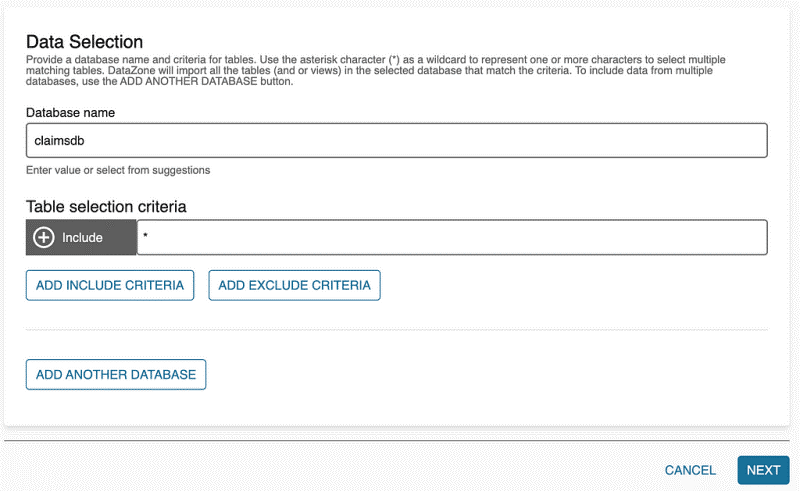 Data Selection
Provide a database name and criteria for tables. Use the asterisk character (*) as a wildcard to represent one or more characters to select multiple
matching tables. DataZone will import all the tables (and or views) in the selected database that match the criteria. To include data from multiple
databases, use the ADD ANOTHER DATABASE button.
Database name
claimsdb
Enter value or select from suggestions
Table selection criteria
Include *
ADD INCLUDE CRITERIA ADD EXCLUDE CRITERIA
ADD ANOTHER DATABASE
CANCEL NEXT